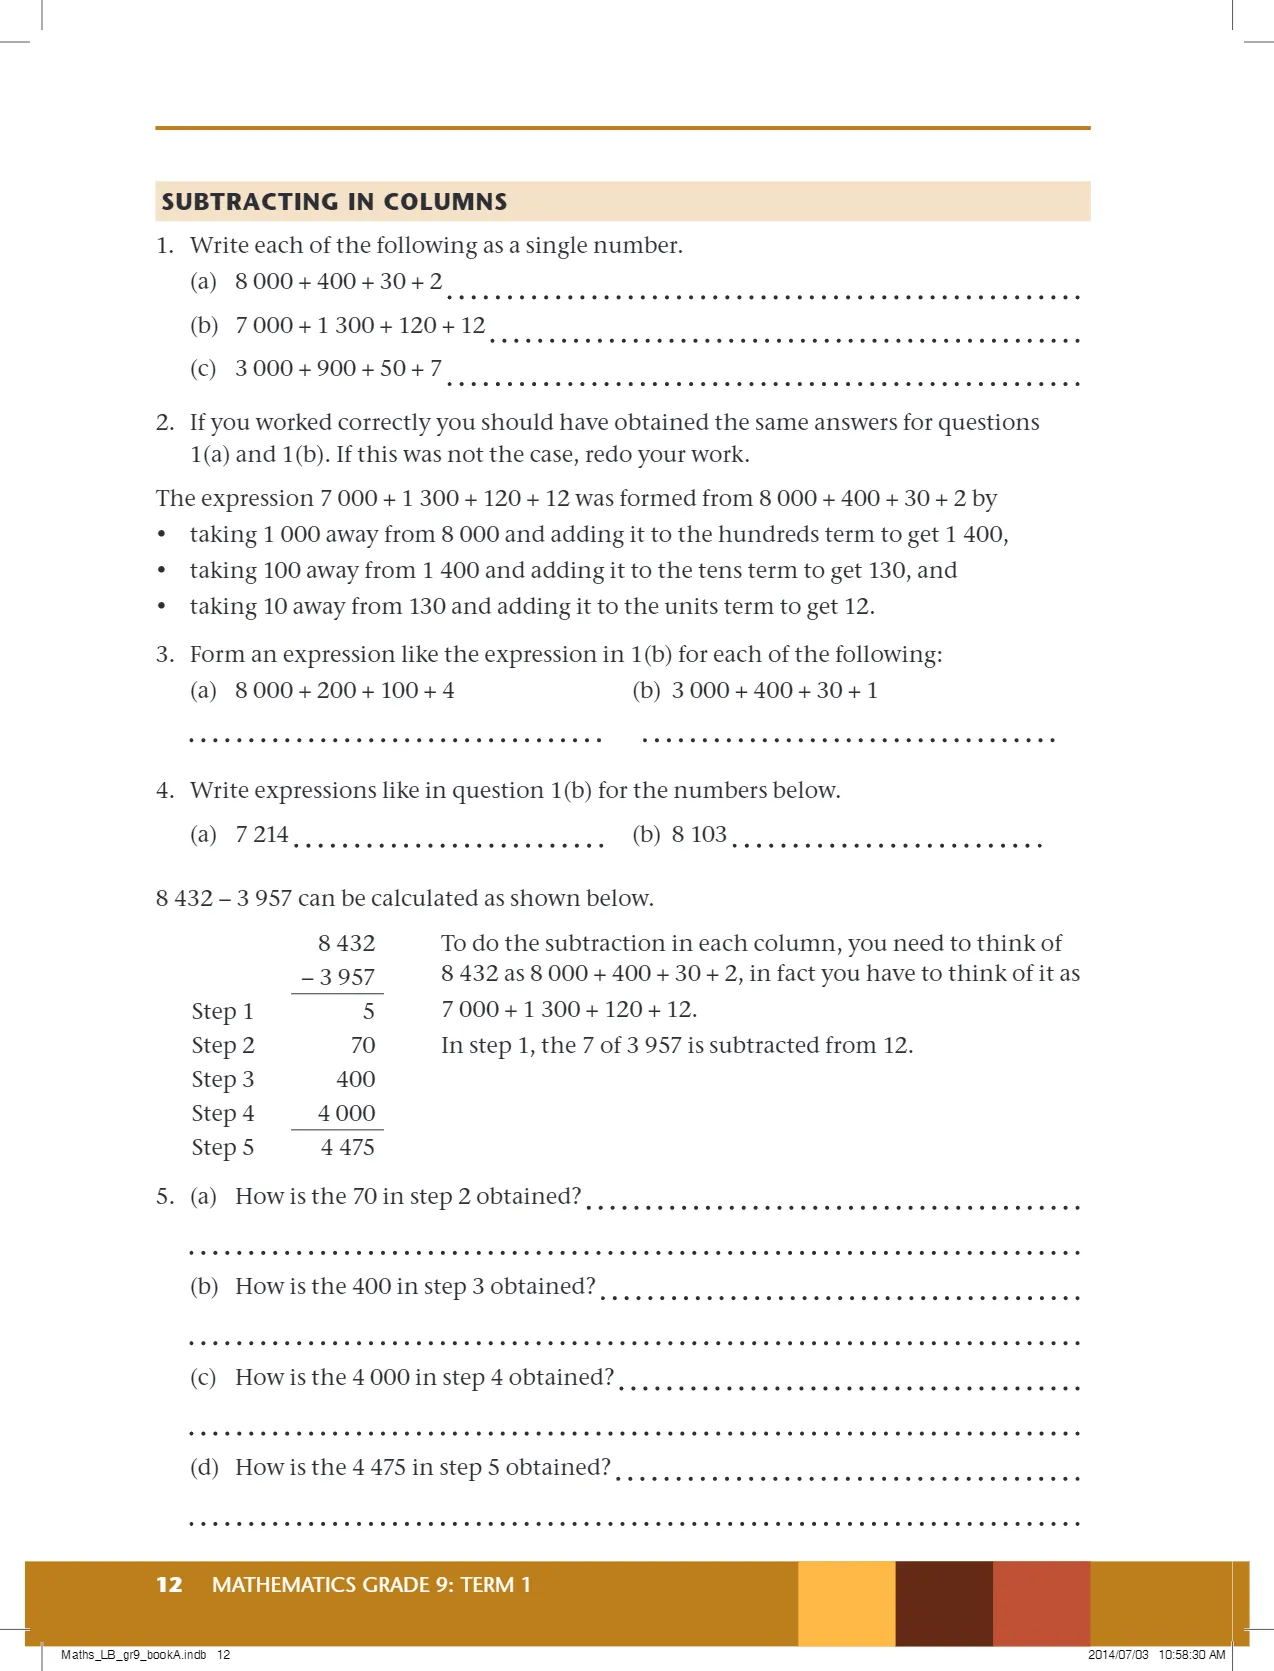 SUBTRACTING IN COLUMNS
1. Write each of the following as a single number.
(a) 8 000 + 400 + 30 + 2
(b) 7 000 + 1 300 + 120 + 12
(c) 3 000 + 900 + 50 + 7
2. If you worked correctly you should have obtained the same answers for questions
1(a) and 1(b). If this was not the case, redo your work.
The expression 7 000 + 1 300 + 120 + 12 was formed from 8 000 + 400 + 30 + 2 by
• taking 1 000 away from 8 000 and adding it to the hundreds term to get 1 400,
• taking 100 away from 1 400 and adding it to the tens term to get 130, and
• taking 10 away from 130 and adding it to the units term to get 12.
3. Form an expression like the expression in 1(b) for each of the following:
(a) 8 000 + 200 + 100 + 4 (b) 3 000 + 400 + 30 + 1
4. Write expressions like in question 1(b) for the numbers below.
(a) 7 214 (b) 8 103
8 432 – 3 957 can be calculated as shown below.
8 432
– 3 957
Step 1 5
Step 2 70
Step 3 400
Step 4 4 000
Step 5 4 475
To do the subtraction in each column, you need to think of
8 432 as 8 000 + 400 + 30 + 2, in fact you have to think of it as
7 000 + 1 300 + 120 + 12.
In step 1, the 7 of 3 957 is subtracted from 12.
5. (a) How is the 70 in step 2 obtained?
(b) How is the 400 in step 3 obtained?
(c) How is the 4 000 in step 4 obtained?
(d) How is the 4 475 in step 5 obtained?
12 MATHEMATICS GRADE 9: TERM 1
Maths_LB_gr9_bookA.indb 12 2014/07/03 10:58:30 AM